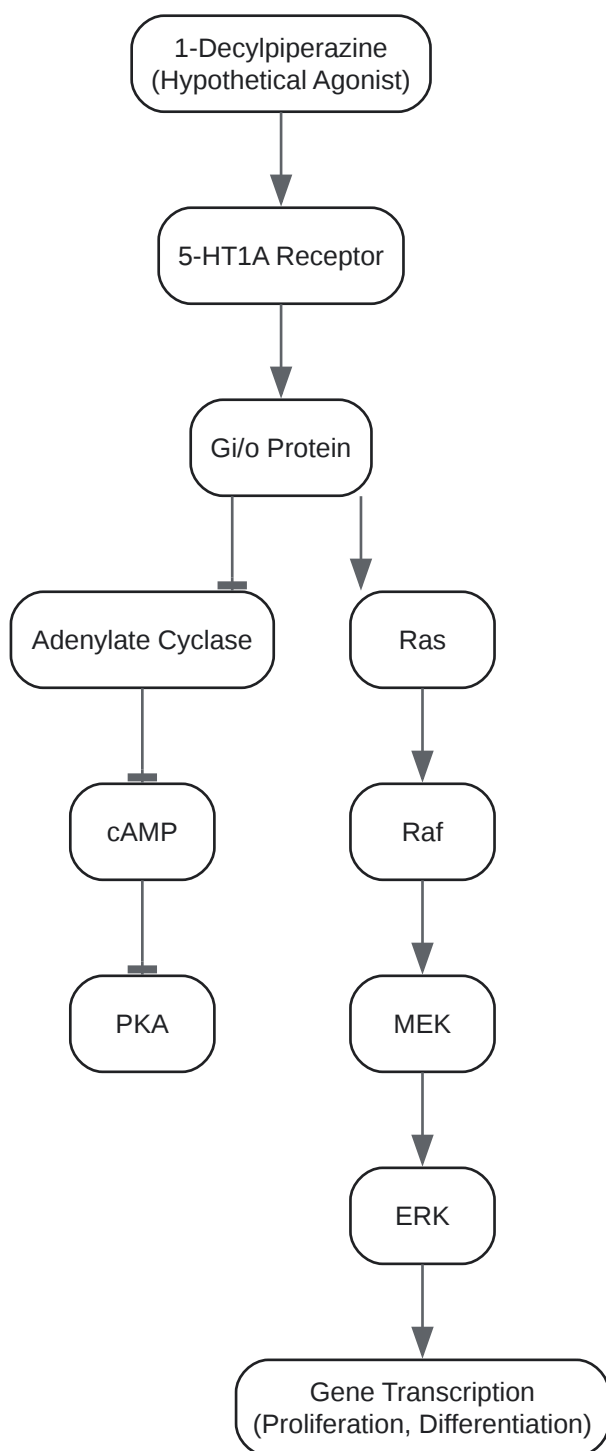 1-Decylpiperazine
(Hypothetical Agonist)
5-HT1A Receptor
Gi/o Protein
Adenylate Cyclase
Ras
cAMP
Raf
PKA
MEK
ERK
Gene Transcription
(Proliferation, Differentiation)